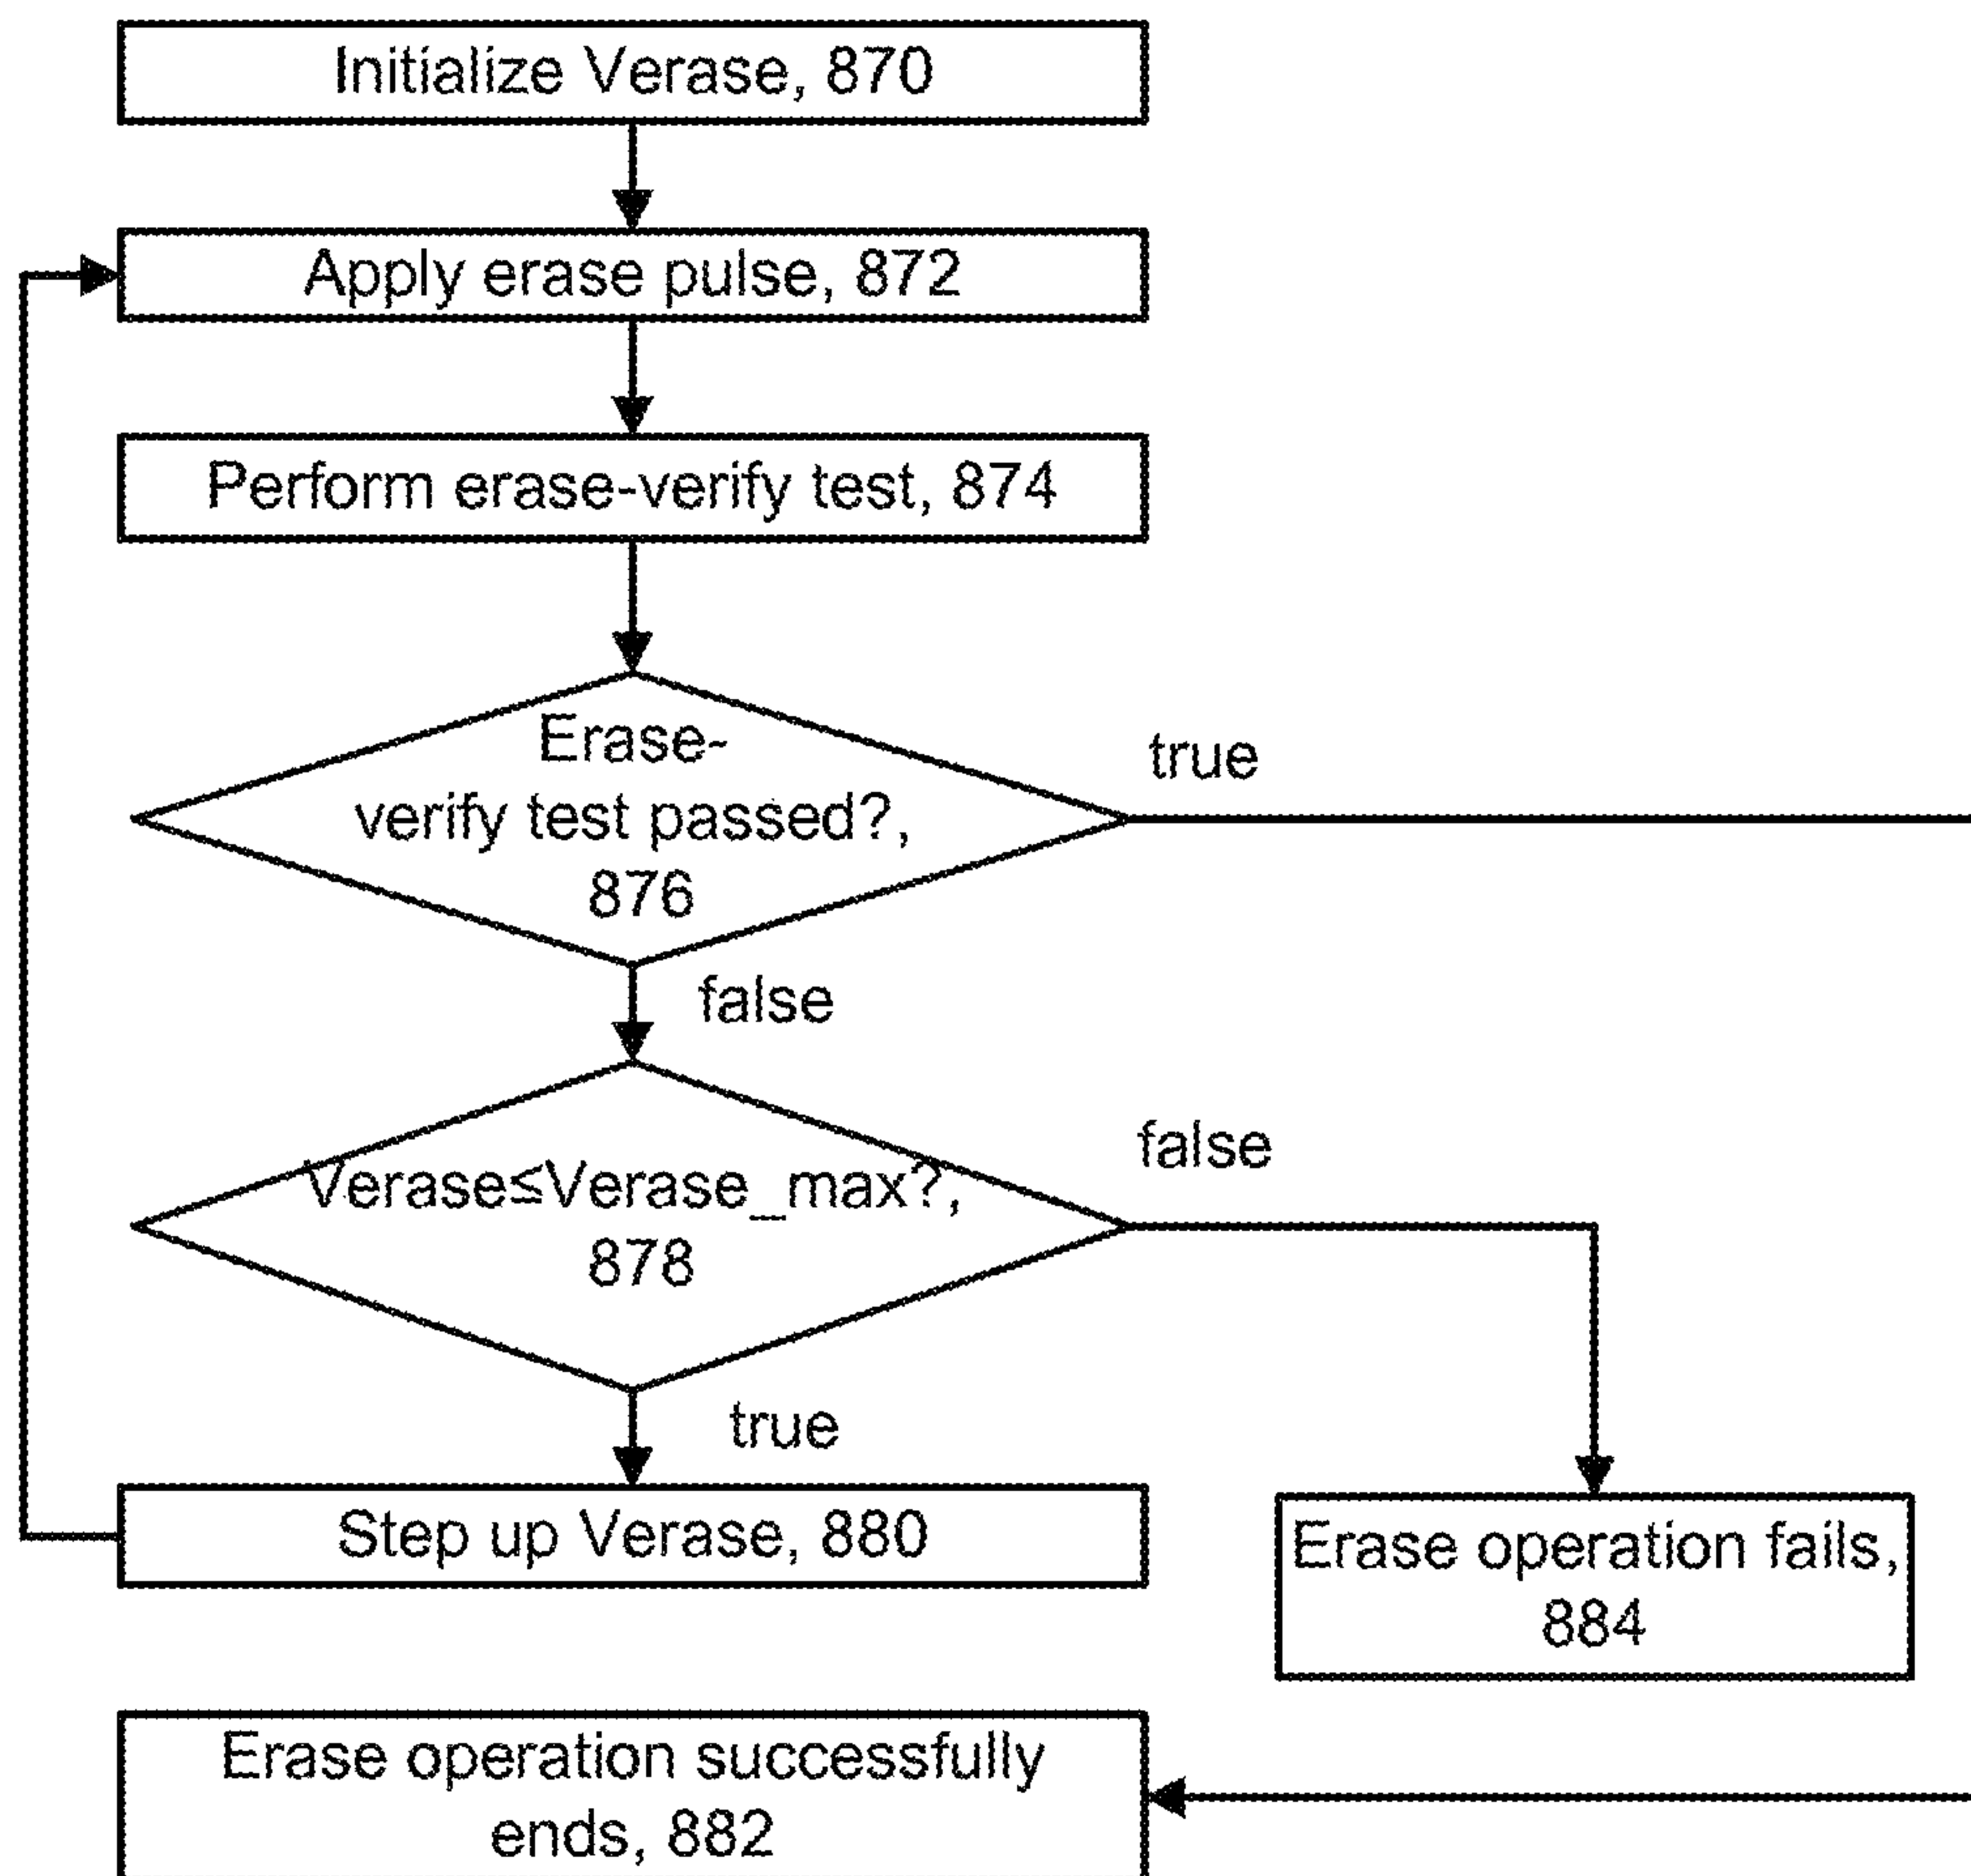 Initialize Verase, 870
Apply erase pulse, 872
Perform erase-verify test, 874
Erase-
verify test passed?,
876
true
false
Verase≤Verase_max?,
878
false
true
Step up Verase, 880
Erase operation fails,
884
Erase operation successfully
ends, 882